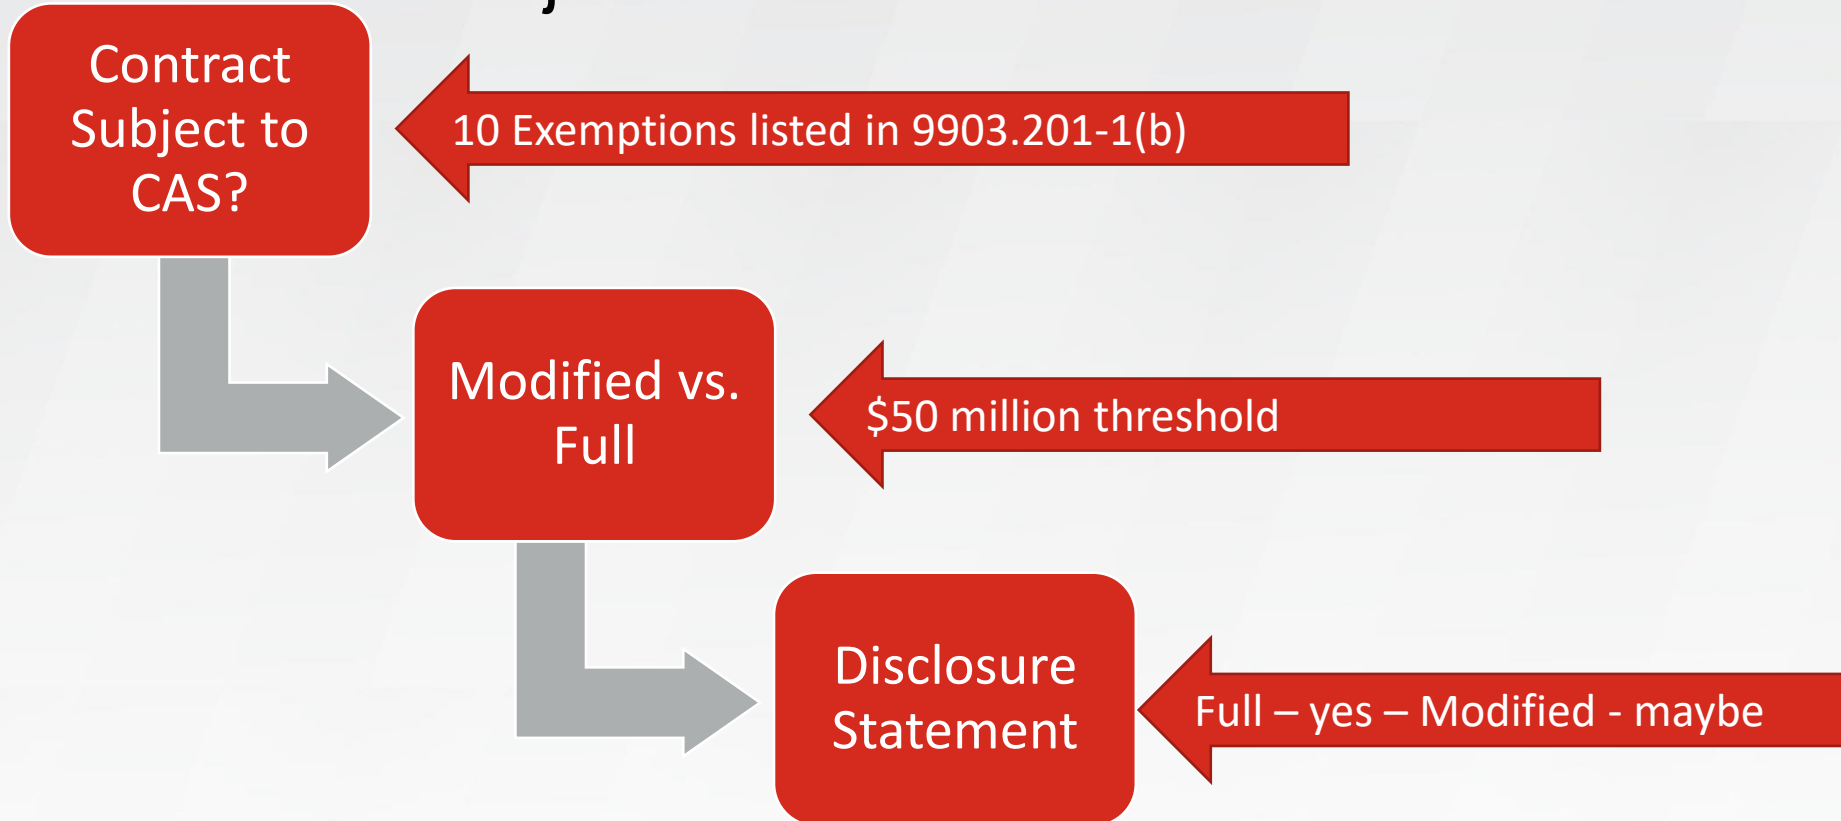 Contract
Subject to
CAS?
10 Exemptions listed in 9903.201-1(b)
Modified vs.
Full
$50 million threshold
Disclosure
Statement
Full – yes – Modified - maybe